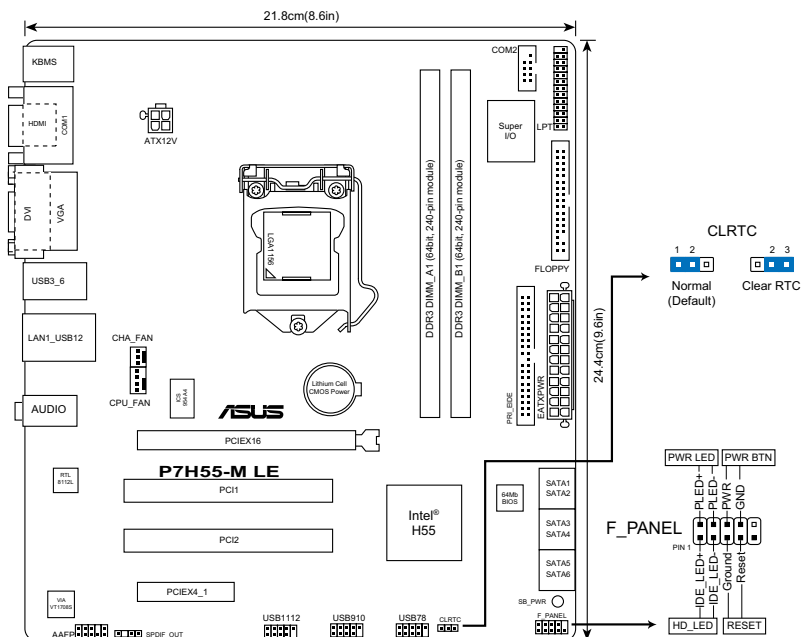 21.8cm(8.6in)
KBMS
COM2
HDMI
COM1
ATX12V
Super
I/O
LPT
DVI
VGA
LGA1156
DDR3 DIMM_A1 (64bit, 240-pin module)
DDR3 DIMM_B1 (64bit, 240-pin module)
FLOPPY
CLRTC
1 2
2 3
Normal
(Default)
Clear RTC
USB3_6
24.4cm(9.6in)
LAN1_USB12
CHA_FAN
CPU_FAN
ICS
954A4
Lithium Cell
CMOS Power
PRI_EIDE
EATXPWR
AUDIO
ASUS
PCIEX16
P7H55-M LE
RTL
8112L
PCI1
Intel®
H55
64Mb
BIOS
SATA1
SATA2
PCI2
SATA3
SATA4
SATA5
SATA6
PCIEX4_1
VIA
VT1708S
SB_PWR
AAFP
SPDIF_OUT
USB1112
USB910
USB78
CLRTC
F_PANEL
PWR LED
PWR BTN
PLED+
PLED-
PWR
GND
F_PANEL
PIN 1
IDE_LED+
IDE_LED-
Ground
Reset
HD_LED
RESET